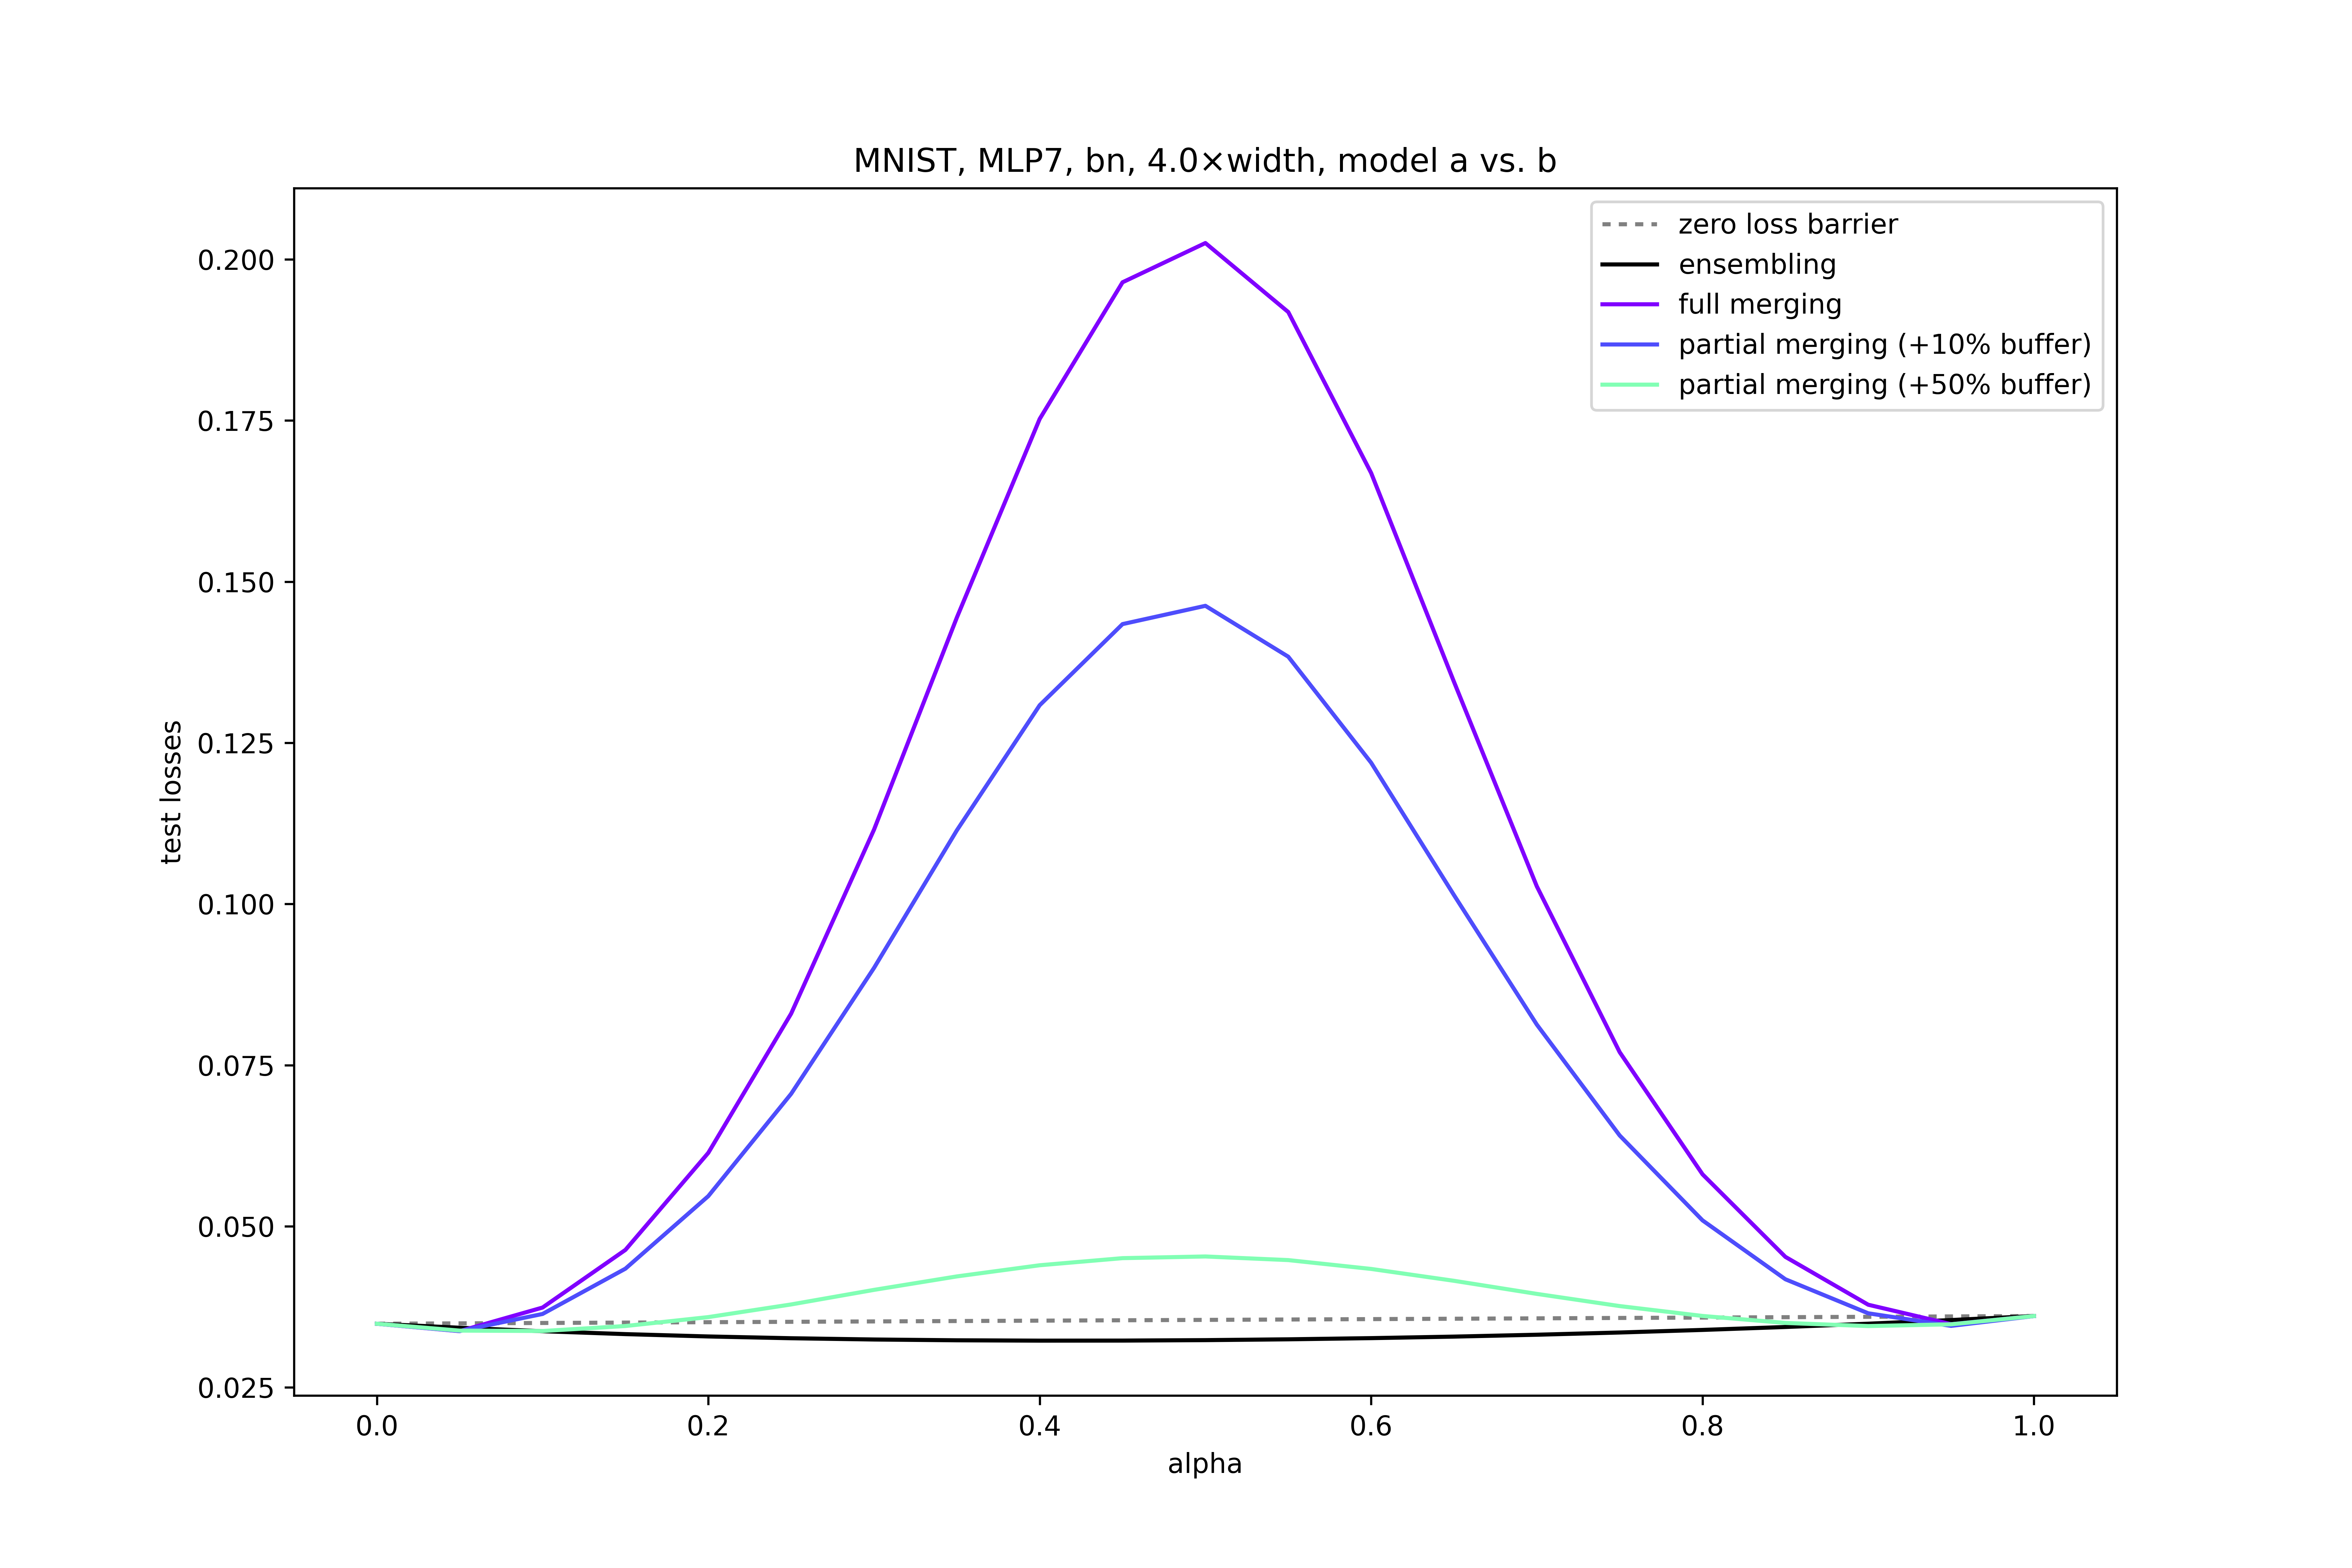 MNIST, MLP7, bn, 4.0×width, model a vs. b
zero loss barrier
ensembling
full merging
partial merging (+10% buffer)
partial merging (+50% buffer)
test losses
0.200
0.175
0.150
0.125
0.100
0.075
0.050
0.025
0.0 0.2 0.4 0.6 0.8 1.0
alpha